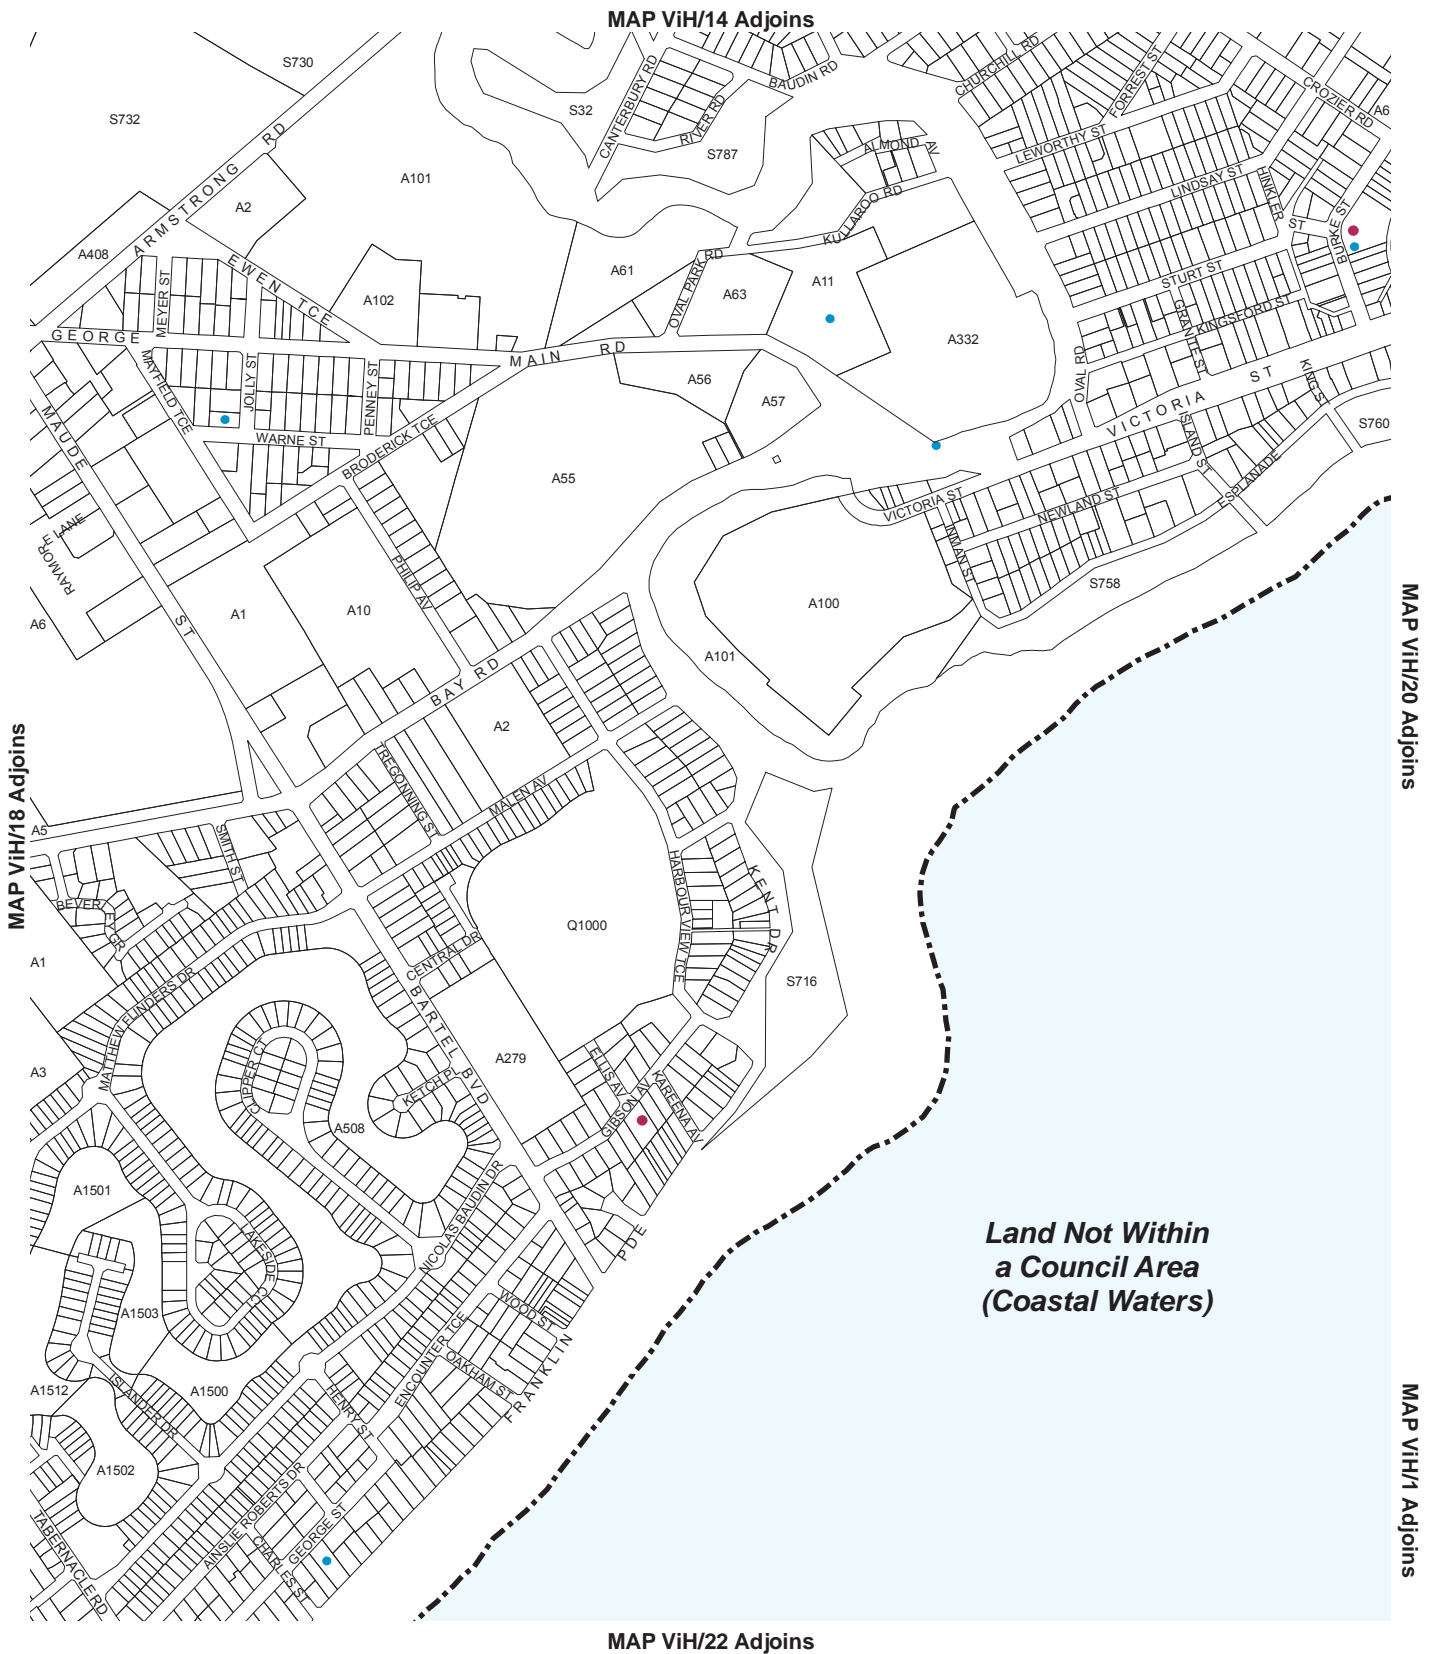 MAP ViH/14 Adjoins
S730
S732
ARMSTRONG RD
S32
CANTERBURY RD
RIVER RD
BAUDIN RD
S787
CHURCHILL RD
FORREST ST
CROZIER RD
A6
LEWORTHY ST
LINDSAY ST
HINKLER ST
BURKE ST
ALMOND AV
KULLAROO RD
A101
A2
A408
EWEN TCE
A102
A61
OVAL PARK RD
A63
A11
A332
STURT ST
GRANITE ST
KINGSFORD ST
OVAL RD
VICTORIA ST
KING ST
S760
ISLAND ST
ESPLANADE
GEORGE MAIN RD
MEYER ST
MAYFIELD TCE
JOLLY ST
PENNEY ST
WARNE ST
BRODERICK TCE
A56
A57
A55
MAUDE ST
RAYMORE LANE
VICTORIA ST
NEWLAND ST
INMAN ST
S758
A6
A1
A10
PHILIP AV
A100
A101
BAY RD
A2
MAP ViH/18 Adjoins
MAP ViH/20 Adjoins
TREGONNING ST
MALEN AV
A5
SMITH ST
BEVERLEY GR
HARBOUR VIEW TCE
KENT DR
Q1000
CENTRAL DR
A1
MATTHEW FLINDERS DR
BARTEL BVD
S716
A3
CLIPPER CT
A279
ELLIS AV
GIBSON AV
KAREENA AV
KETCH PL
A508
A1501
NICOLAS BAUDIN DR
LAKESIDE CCT
PDE
Land Not Within
a Council Area
(Coastal Waters)
A1503
WOOD ST
ENCOUNTER TCE
OAKHAM ST
FRANKLIN
A1512
ISLANDER DR
A1500
HENRY ST
A1502
AINSLIE ROBERTS DR
GEORGE ST
CHARLES ST
TABERNACLE RD
MAP ViH/1 Adjoins
MAP ViH/22 Adjoins